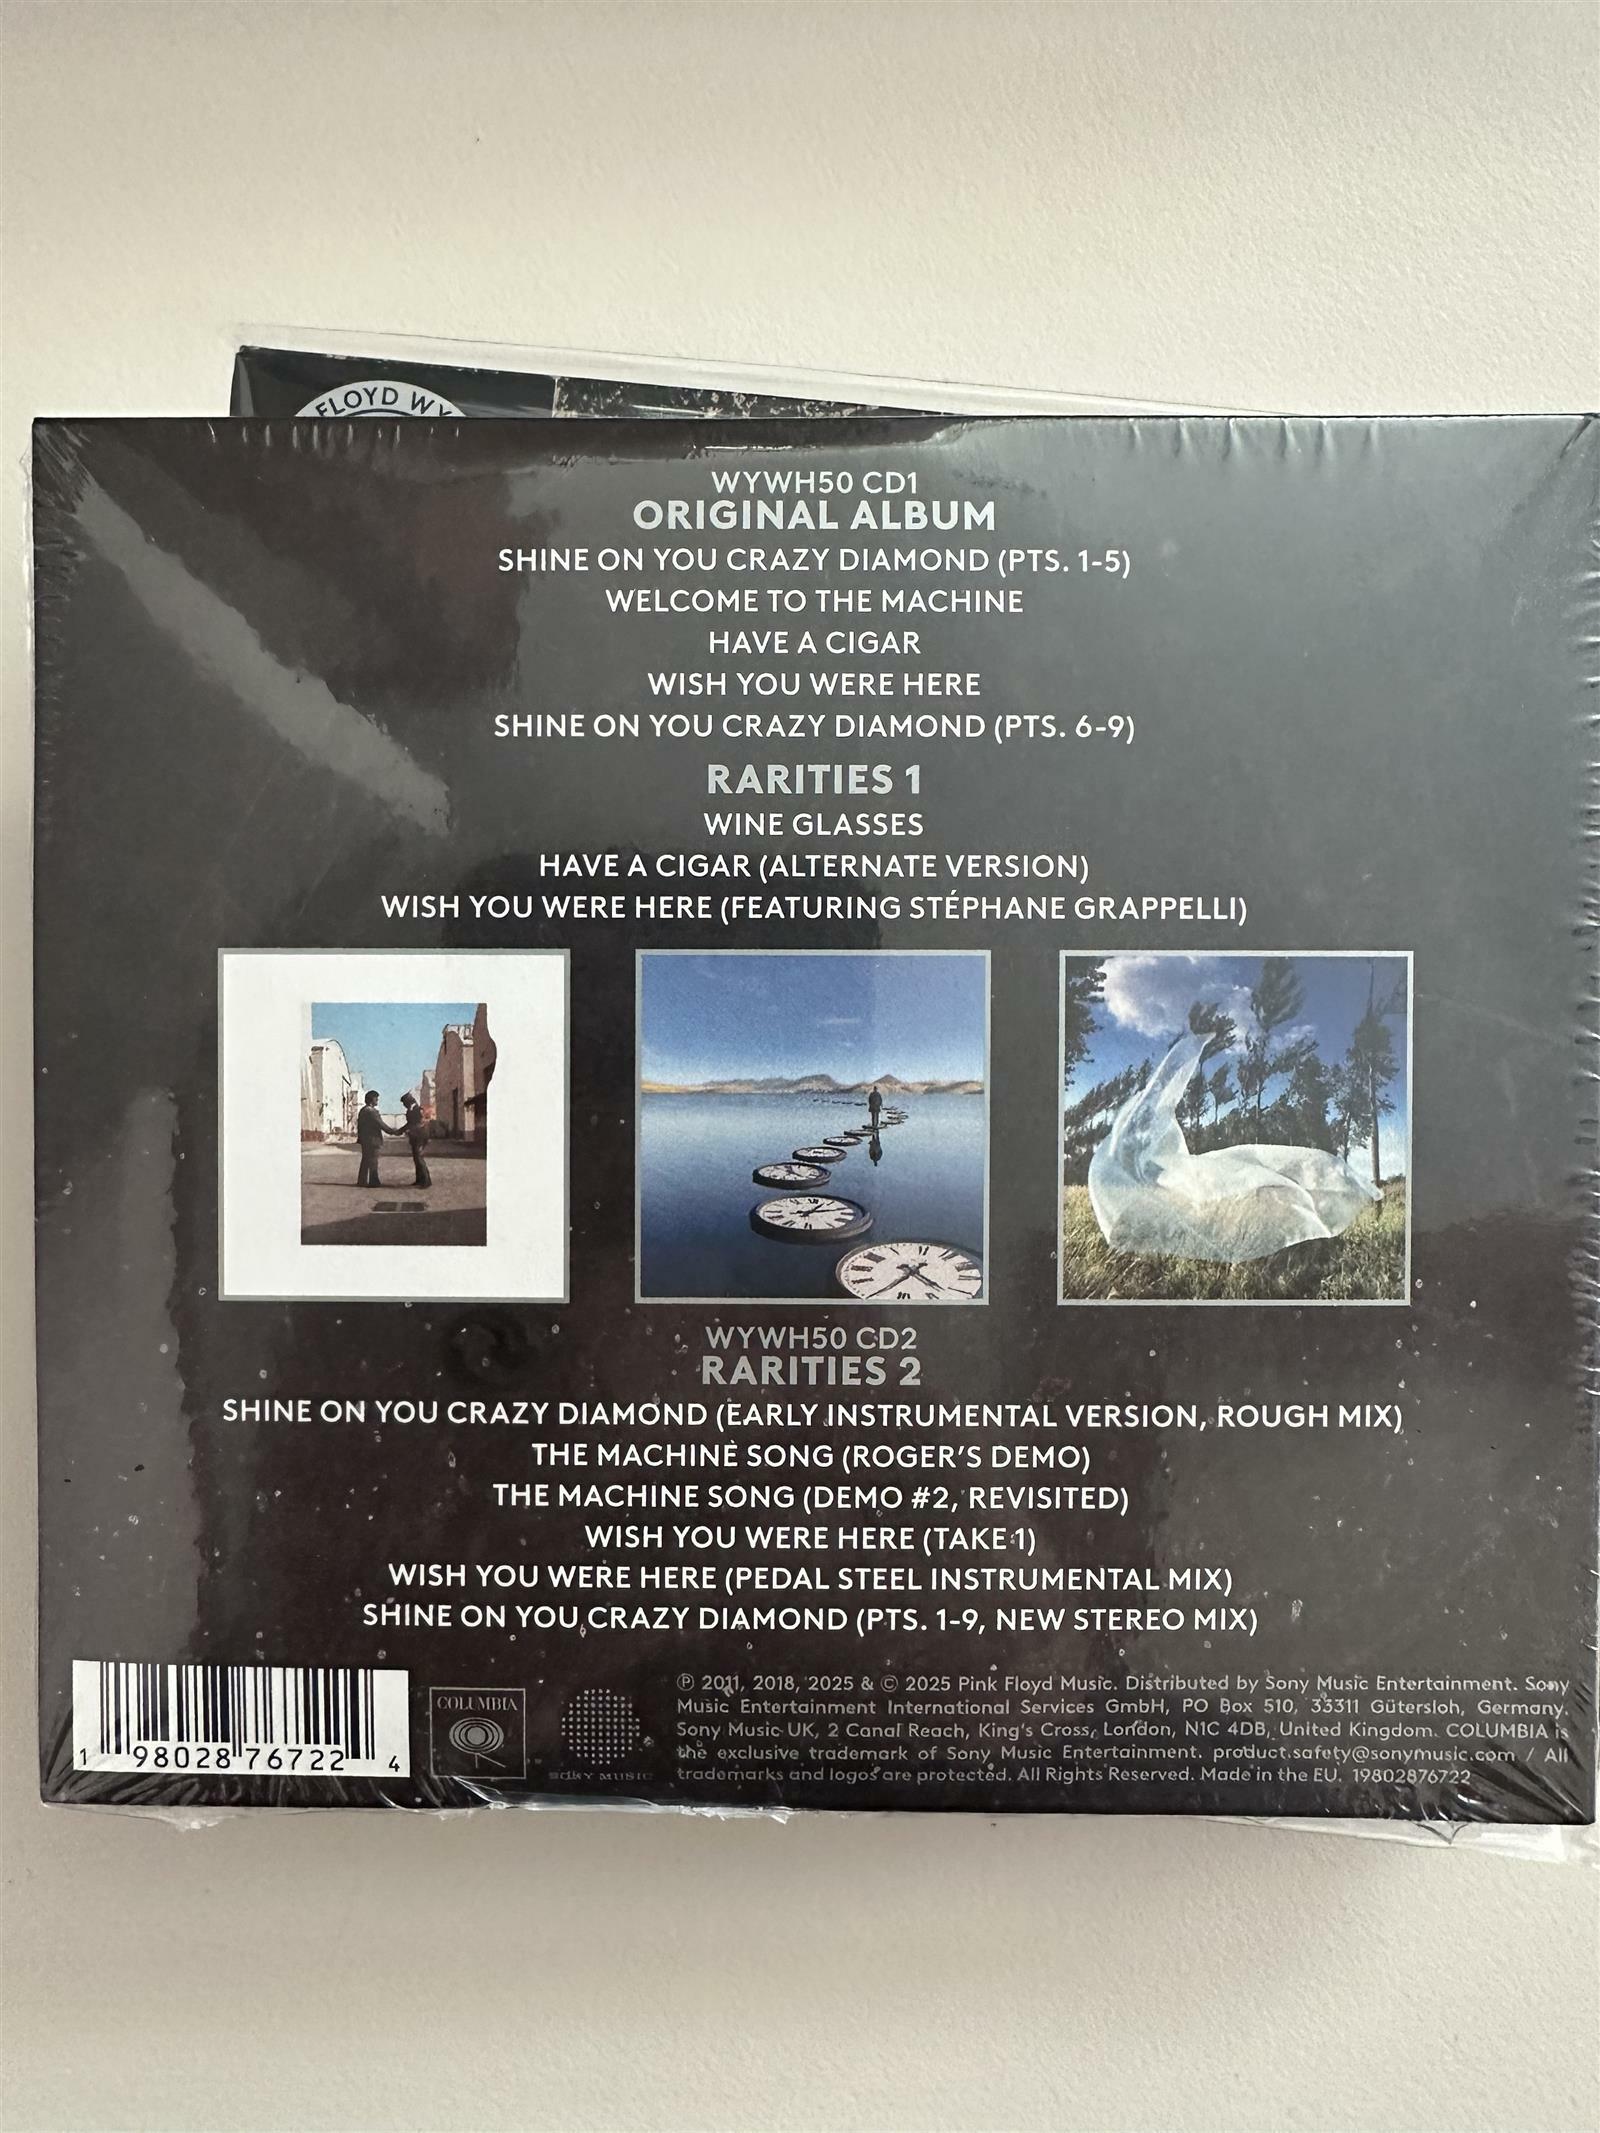 FLOYD WY
WYWH50 CD1
ORIGINAL ALBUM
SHINE ON YOU CRAZY DIAMOND (PTS. 1-5)
WELCOME TO THE MACHINE
HAVE A CIGAR
WISH YOU WERE HERE
SHINE ON YOU CRAZY DIAMOND (PTS. 6-9)
RARITIES 1
WINE GLASSES
HAVE A CIGAR (ALTERNATE VERSION)
WISH YOU WERE HERE (FEATURING STÉPHANE GRAPPELLI)
WYWH50 CD2
RARITIES 2
SHINE ON YOU CRAZY DIAMOND (EARLY INSTRUMENTAL VERSION, ROUGH MIX)
THE MACHINE SONG (ROGER'S DEMO)
THE MACHINE SONG (DEMO #2, REVISITED)
WISH YOU WERE HERE (TAKE 1)
WISH YOU WERE HERE (PEDAL STEEL INSTRUMENTAL MIX)
SHINE ON YOU CRAZY DIAMOND (PTS. 1-9, NEW STEREO MIX)
1 98028 76722 4
COLUMBIA
SONY MUSIC
℗ 2011, 2018, 2025 & © 2025 Pink Floyd Music. Distributed by Sony Music Entertainment. Sony
Music Entertainment International Services GmbH, PO Box 510, 33311 Gütersloh, Germany.
Sony Music UK, 2 Canal Reach, King's Cross, London, N1C 4DB, United Kingdom. COLUMBIA is
the exclusive trademark of Sony Music Entertainment. product.safety@sonymusic.com / All
trademarks and logos are protected. All Rights Reserved. Made in the EU. 19802876722